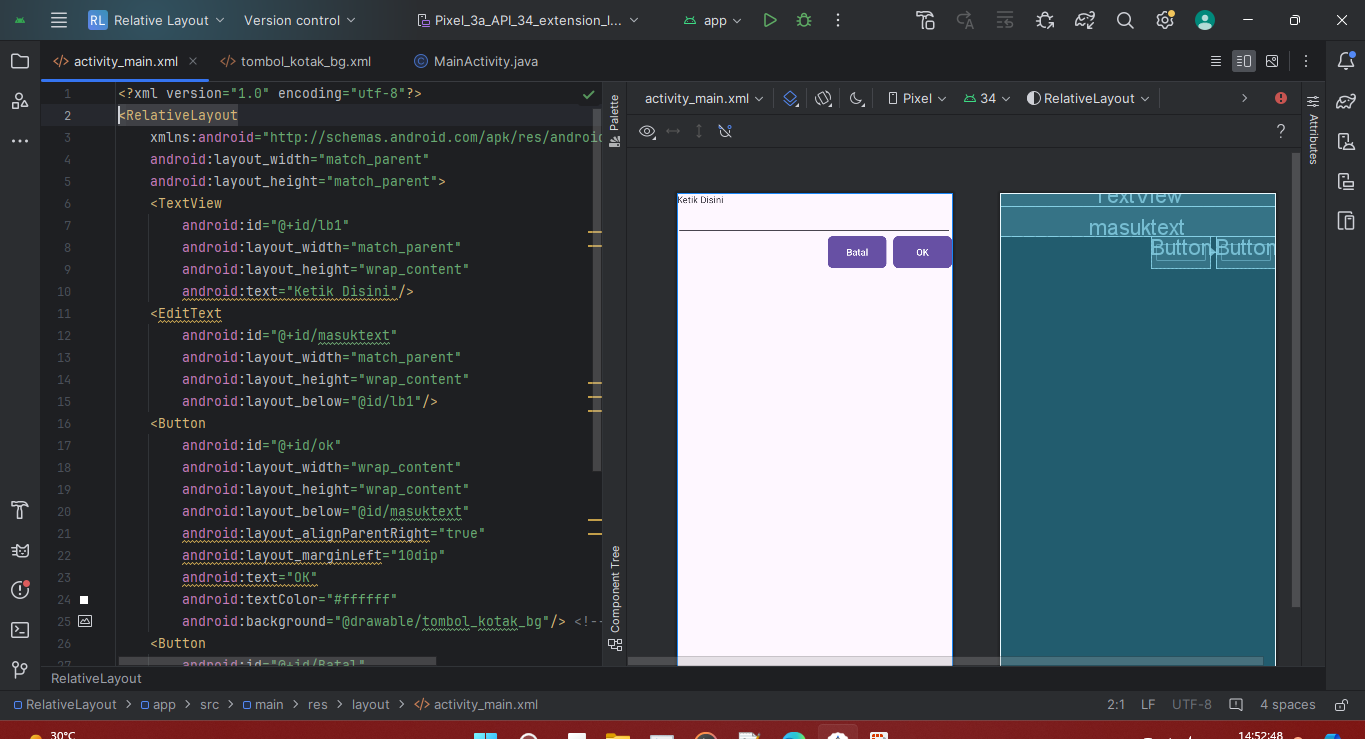 RL Relative Layout Version control Pixel_3a_API_34_extension_l... app
activity_main.xml tombol_kotak_bg.xml MainActivity.java
1 <?xml version="1.0" encoding="utf-8"?>
2 <RelativeLayout
3 xmlns:android="http://schemas.android.com/apk/res/android
4 android:layout_width="match_parent"
5 android:layout_height="match_parent">
6 <TextView
7 android:id="@+id/lb1"
8 android:layout_width="match_parent"
9 android:layout_height="wrap_content"
10 android:text="Ketik Disini"/>
11 <EditText
12 android:id="@+id/masuktext"
13 android:layout_width="match_parent"
14 android:layout_height="wrap_content"
15 android:layout_below="@id/lb1"/>
16 <Button
17 android:id="@+id/ok"
18 android:layout_width="wrap_content"
19 android:layout_height="wrap_content"
20 android:layout_below="@id/masuktext"
21 android:layout_alignParentRight="true"
22 android:layout_marginLeft="10dip"
23 android:text="OK"
24 android:textColor="#ffffff"
25 android:background="@drawable/tombol_kotak_bg"/> <!--
26 <Button
27 android:id="@+id/Batal"
Palette
Component Tree
activity_main.xml Pixel 34 RelativeLayout
?
Ketik Disini
Batal OK
TextView
masuktext
Button Button
Attributes
RelativeLayout
RelativeLayout > app > src > main > res > layout > activity_main.xml 2:1 LF UTF-8 4 spaces
30°C 14:52:48